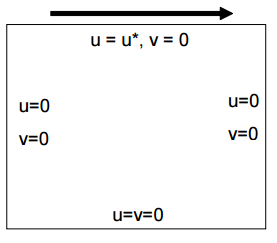 u = u*, v = 0
u=0
v=0
u=0
v=0
u=v=0